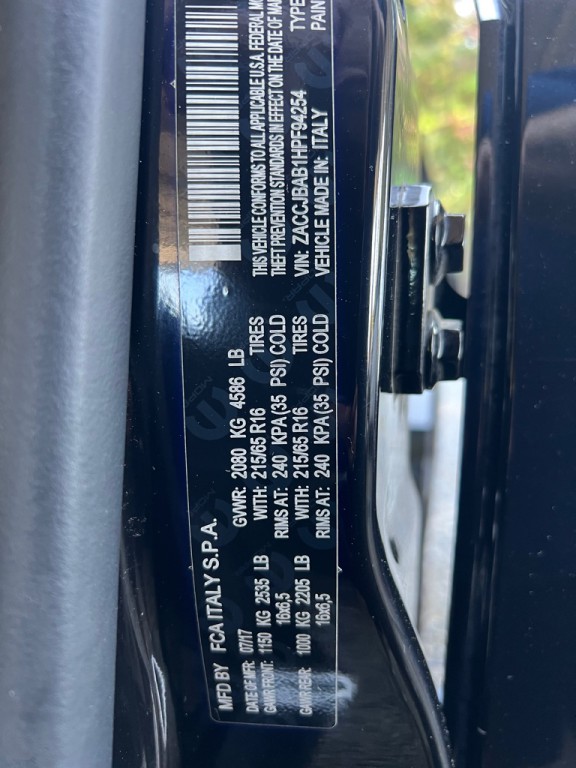 MFD BY FCA ITALY S.P.A.
DATE OF MFR: 07/17 GVWR: 2080 KG 4586 LB
GAWR FRONT: 1150 KG 2535 LB WITH: 215/65 R16 TIRES
16x6,5 RIMS AT: 240 KPA(35 PSI) COLD
GAWR REAR: 1000 KG 2205 LB WITH: 215/65 R16 TIRES
16x6,5 RIMS AT: 240 KPA(35 PSI) COLD
THIS VEHICLE CONFORMS TO ALL APPLICABLE U.S.A. FEDERAL
THEFT PREVENTION STANDARDS IN EFFECT ON THE DATE OF
VIN: ZACCJBAB1HPF94254 TYPE
VEHICLE MADE IN: ITALY PAIN